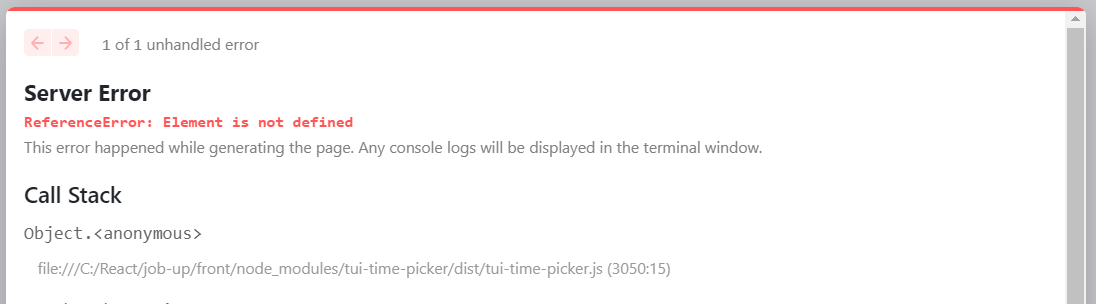 1 of 1 unhandled error
Server Error
ReferenceError: Element is not defined
This error happened while generating the page. Any console logs will be displayed in the terminal window.
Call Stack
Object.<anonymous>
file:///C:/React/job-up/front/node_modules/tui-time-picker/dist/tui-time-picker.js (3050:15)